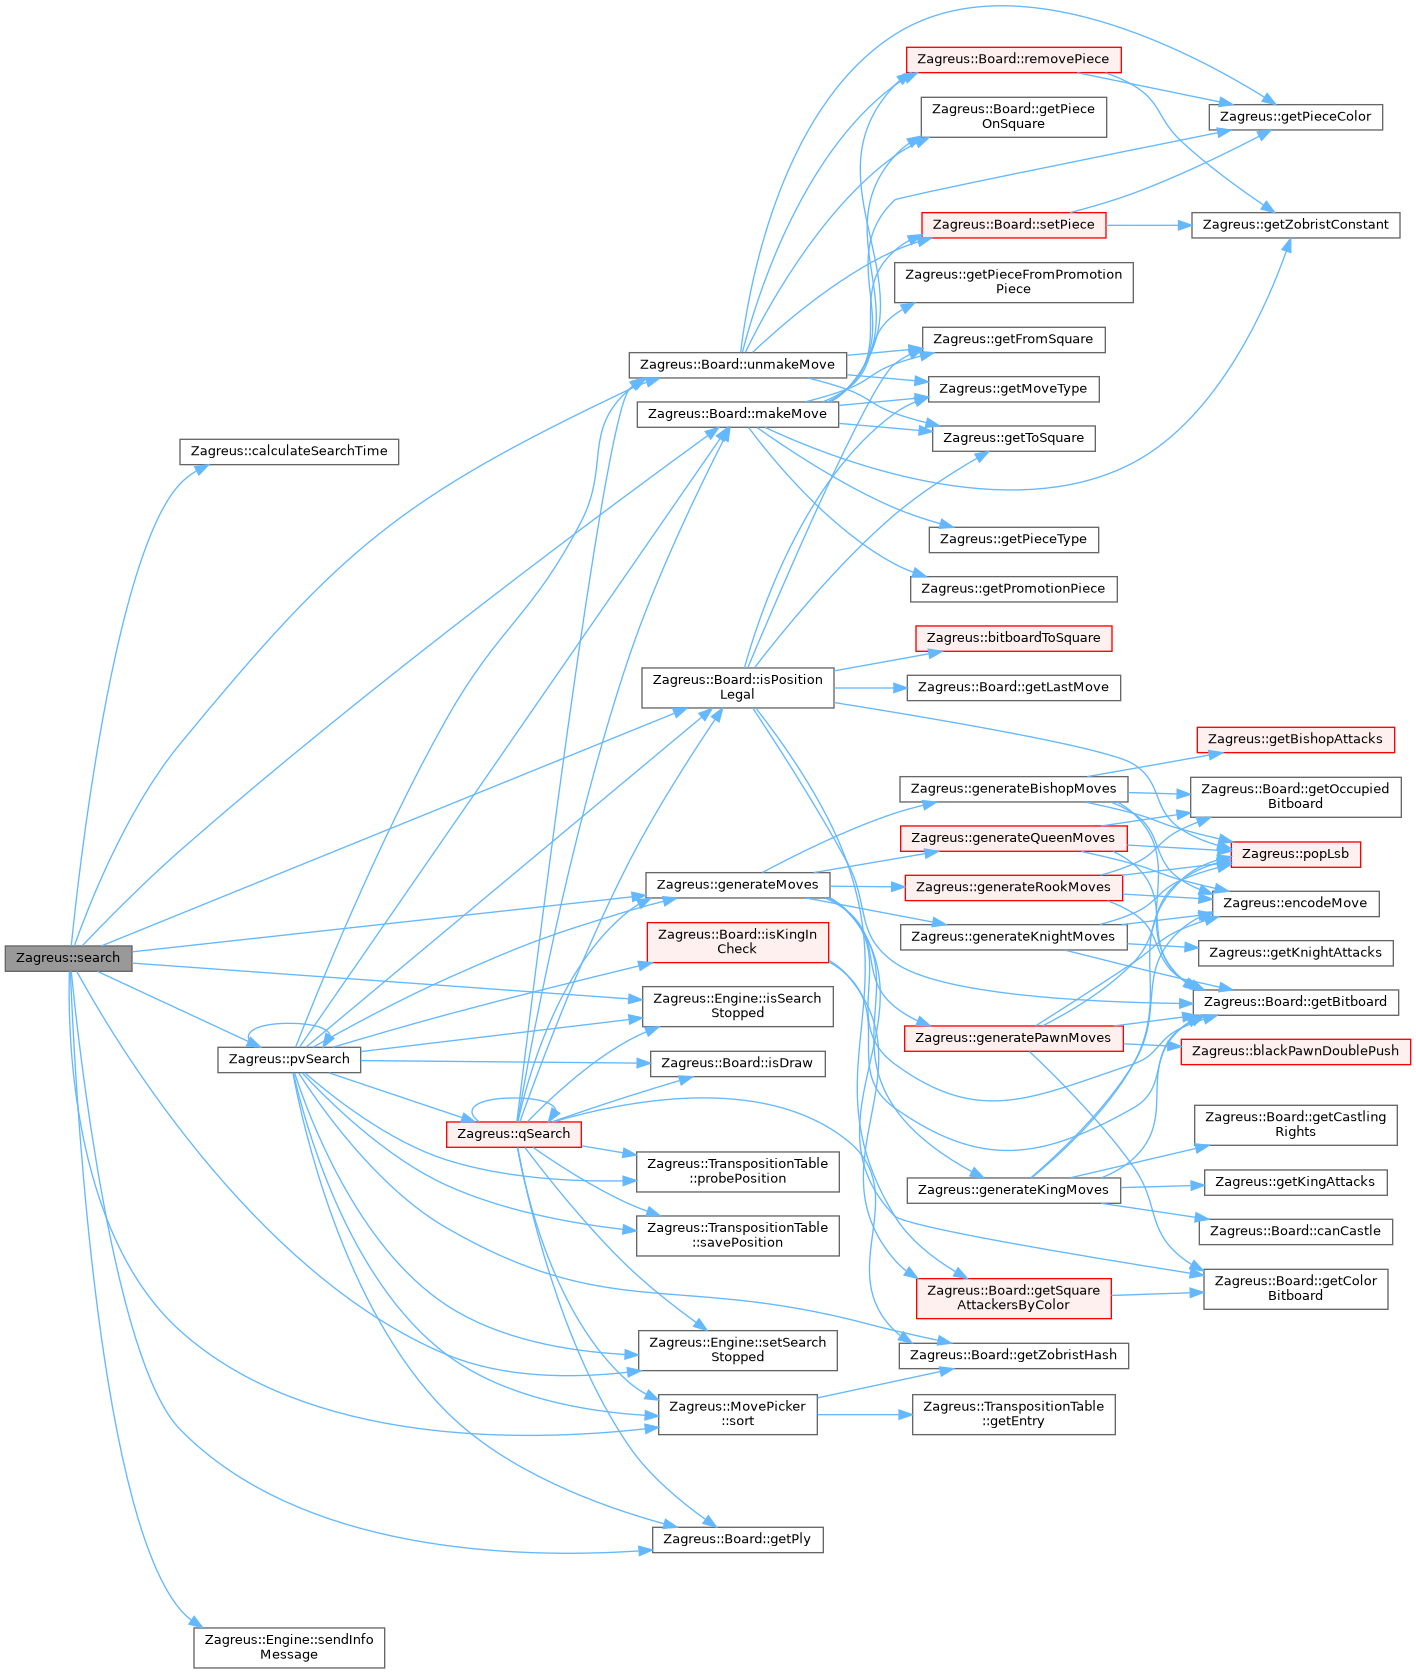 Zagreus::search
Zagreus::calculateSearchTime
Zagreus::pvSearch
Zagreus::Engine::sendInfo
Message
Zagreus::qSearch
Zagreus::Board::unmakeMove
Zagreus::Board::makeMove
Zagreus::Board::isPosition
Legal
Zagreus::generateMoves
Zagreus::Board::isKingIn
Check
Zagreus::Engine::isSearch
Stopped
Zagreus::Board::isDraw
Zagreus::TranspositionTable
::probePosition
Zagreus::TranspositionTable
::savePosition
Zagreus::Engine::setSearch
Stopped
Zagreus::MovePicker
::sort
Zagreus::Board::getPly
Zagreus::Board::removePiece
Zagreus::Board::getPiece
OnSquare
Zagreus::Board::setPiece
Zagreus::getPieceFromPromotion
Piece
Zagreus::getFromSquare
Zagreus::getMoveType
Zagreus::getToSquare
Zagreus::getPieceType
Zagreus::getPromotionPiece
Zagreus::bitboardToSquare
Zagreus::Board::getLastMove
Zagreus::generateBishopMoves
Zagreus::generateQueenMoves
Zagreus::generateRookMoves
Zagreus::generateKnightMoves
Zagreus::generatePawnMoves
Zagreus::generateKingMoves
Zagreus::Board::getSquare
AttackersByColor
Zagreus::Board::getZobristHash
Zagreus::TranspositionTable
::getEntry
Zagreus::getPieceColor
Zagreus::getZobristConstant
Zagreus::getBishopAttacks
Zagreus::Board::getOccupied
Bitboard
Zagreus::popLsb
Zagreus::encodeMove
Zagreus::getKnightAttacks
Zagreus::Board::getBitboard
Zagreus::blackPawnDoublePush
Zagreus::Board::getCastling
Rights
Zagreus::getKingAttacks
Zagreus::Board::canCastle
Zagreus::Board::getColor
Bitboard